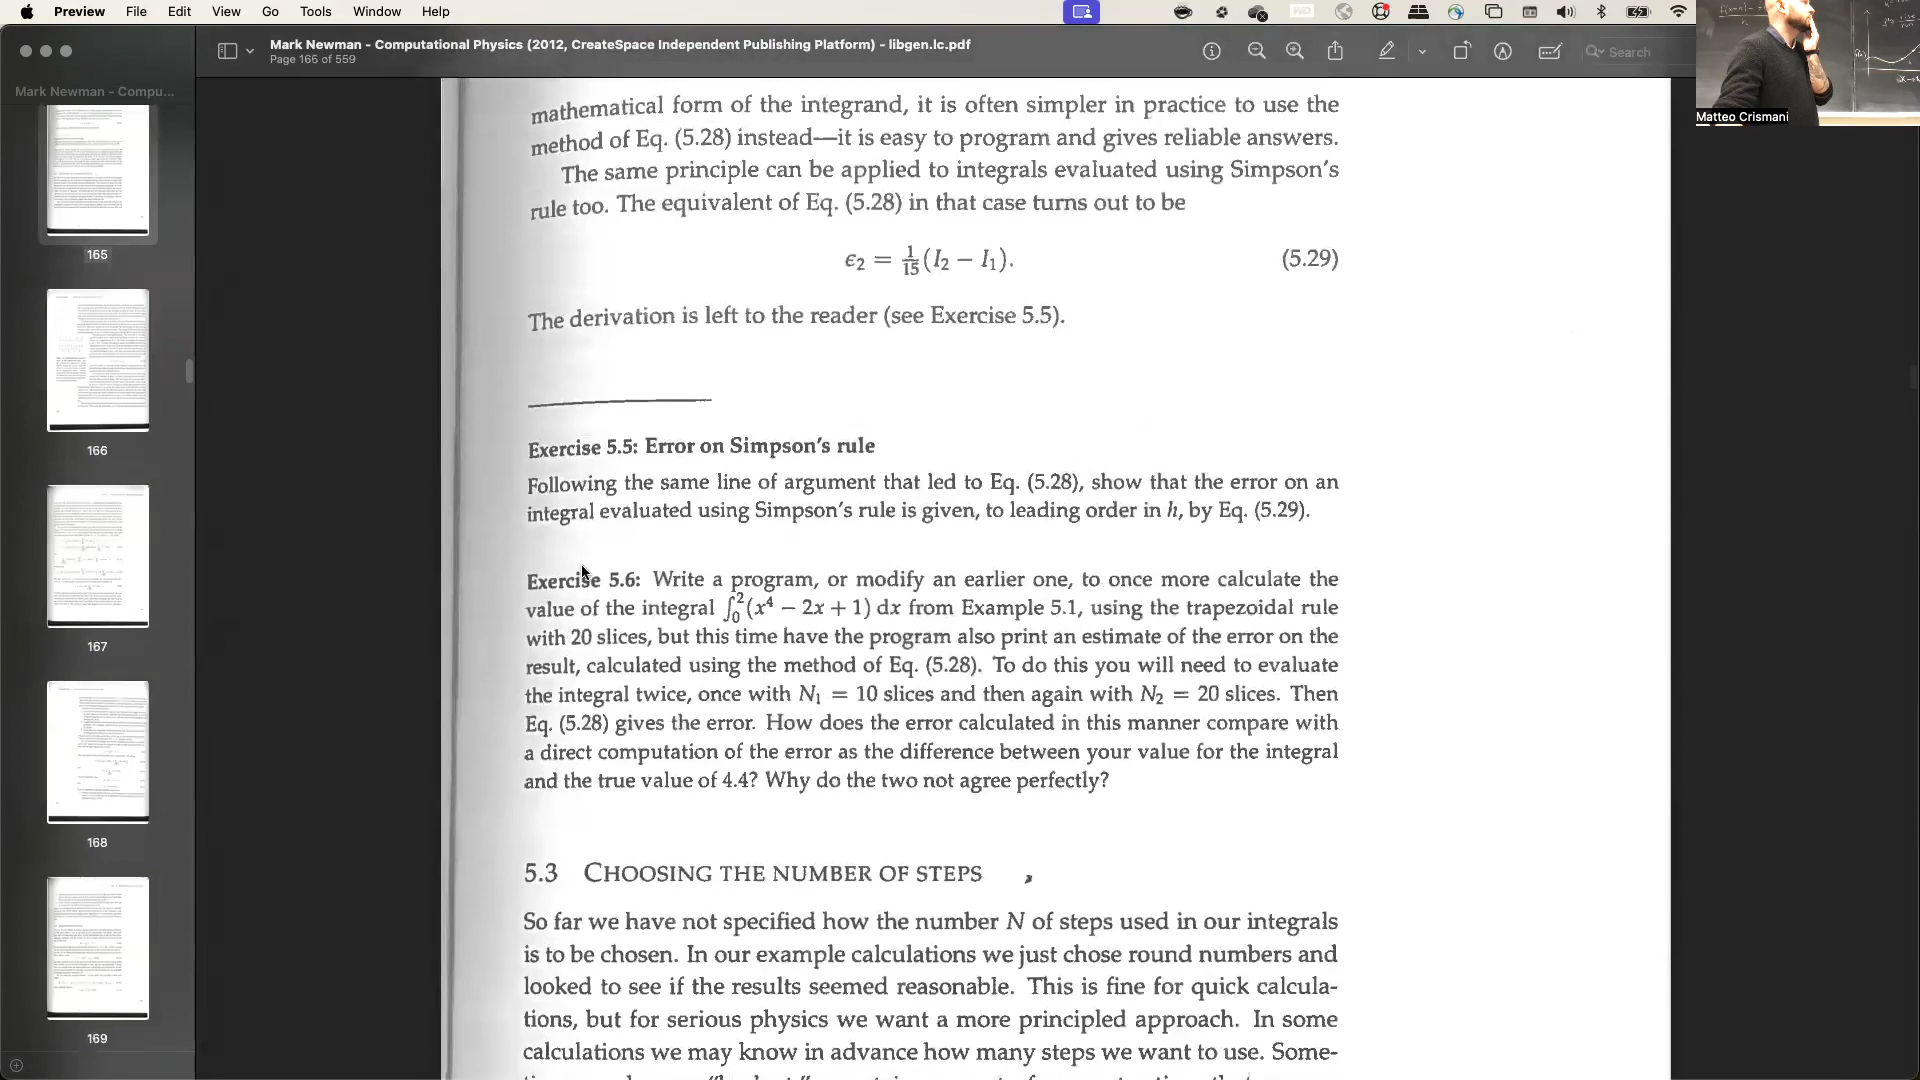 Preview File Edit View Go Tools Window Help
Mark Newman - Computational Physics (2012, CreateSpace Independent Publishing Platform) - libgen.lc.pdf
Page 166 of 559
Search
Mark Newman - Compu...
165
166
167
168
169
Matteo Crismani
mathematical form of the integrand, it is often simpler in practice to use the
method of Eq. (5.28) instead—it is easy to program and gives reliable answers.
The same principle can be applied to integrals evaluated using Simpson's
rule too. The equivalent of Eq. (5.28) in that case turns out to be
ϵ₂ = 1/15 (I₂ − I₁). (5.29)
The derivation is left to the reader (see Exercise 5.5).
Exercise 5.5: Error on Simpson's rule
Following the same line of argument that led to Eq. (5.28), show that the error on an
integral evaluated using Simpson's rule is given, to leading order in h, by Eq. (5.29).
Exercise 5.6: Write a program, or modify an earlier one, to once more calculate the
value of the integral ∫₀²(x⁴ − 2x + 1) dx from Example 5.1, using the trapezoidal rule
with 20 slices, but this time have the program also print an estimate of the error on the
result, calculated using the method of Eq. (5.28). To do this you will need to evaluate
the integral twice, once with N₁ = 10 slices and then again with N₂ = 20 slices. Then
Eq. (5.28) gives the error. How does the error calculated in this manner compare with
a direct computation of the error as the difference between your value for the integral
and the true value of 4.4? Why do the two not agree perfectly?
5.3 CHOOSING THE NUMBER OF STEPS
So far we have not specified how the number N of steps used in our integrals
is to be chosen. In our example calculations we just chose round numbers and
looked to see if the results seemed reasonable. This is fine for quick calcula-
tions, but for serious physics we want a more principled approach. In some
calculations we may know in advance how many steps we want to use. Some-